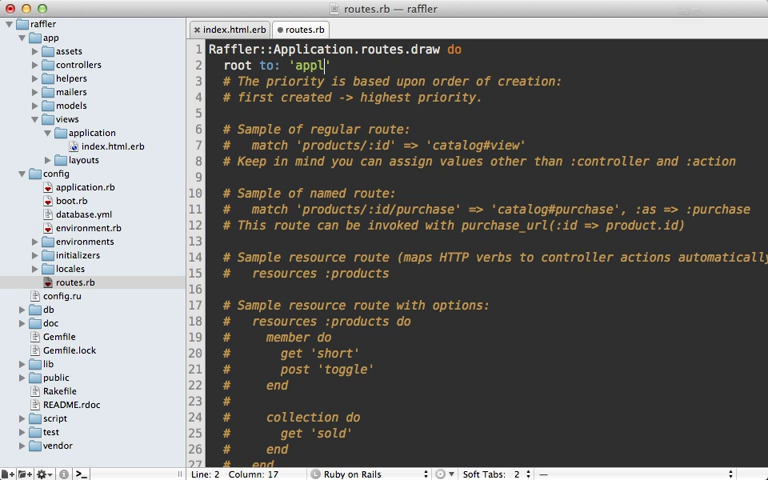 routes.rb — raffler
raffler
app
assets
controllers
helpers
mailers
models
views
application
index.html.erb
layouts
config
application.rb
boot.rb
database.yml
environment.rb
environments
initializers
locales
routes.rb
config.ru
db
doc
Gemfile
Gemfile.lock
lib
public
Rakefile
README.rdoc
script
test
vendor
index.html.erb routes.rb
1 Raffler::Application.routes.draw do
2 root to: 'appl'
3 # The priority is based upon order of creation:
4 # first created -> highest priority.
5
6 # Sample of regular route:
7 #   match 'products/:id' => 'catalog#view'
8 # Keep in mind you can assign values other than :controller and :action
9
10 # Sample of named route:
11 #   match 'products/:id/purchase' => 'catalog#purchase', :as => :purchase
12 # This route can be invoked with purchase_url(:id => product.id)
13
14 # Sample resource route (maps HTTP verbs to controller actions automatically
15 #   resources :products
16
17 # Sample resource route with options:
18 #   resources :products do
19 #     member do
20 #       get 'short'
21 #       post 'toggle'
22 #     end
23 #
24 #     collection do
25 #       get 'sold'
26 #     end
27 #   end
Line: 2 Column: 17 Ruby on Rails Soft Tabs: 2 —